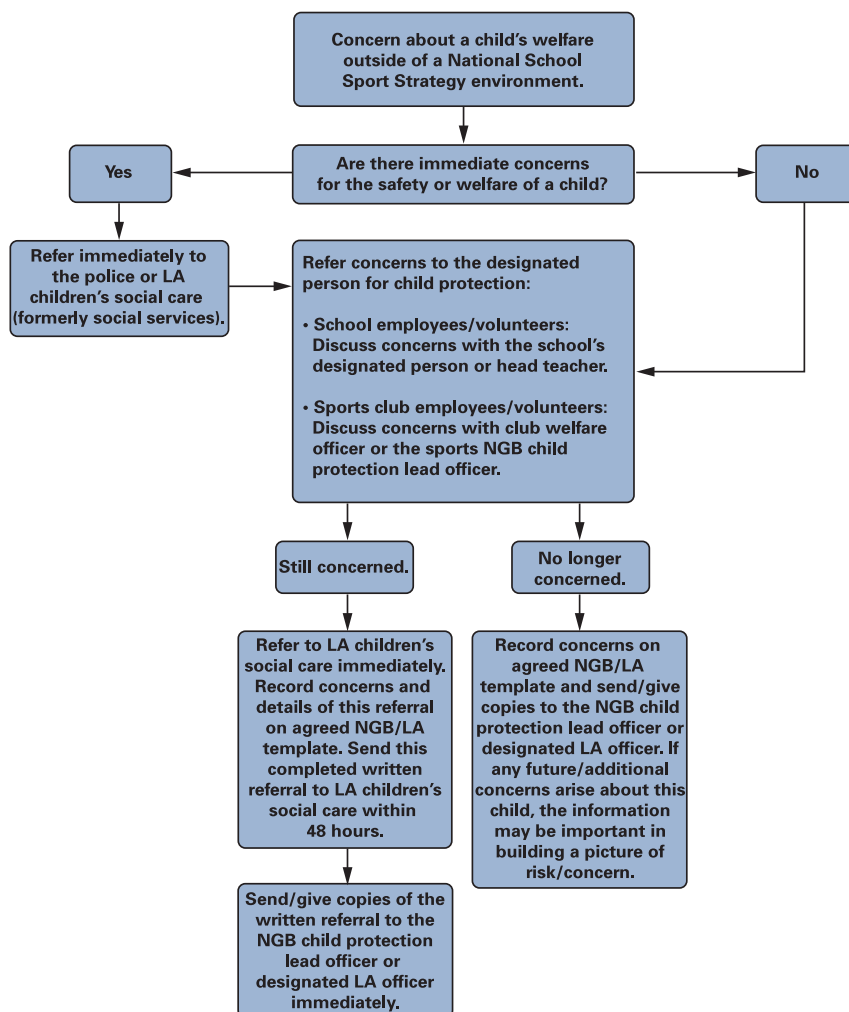 Concern about a child's welfare
outside of a National School
Sport Strategy environment.
Yes
Are there immediate concerns
for the safety or welfare of a child?
No
Refer immediately to
the police or LA
children's social care
(formerly social services).
Refer concerns to the designated
person for child protection:
• School employees/volunteers:
Discuss concerns with the school's
designated person or head teacher.
• Sports club employees/volunteers:
Discuss concerns with club welfare
officer or the sports NGB child
protection lead officer.
Still concerned.
No longer
concerned.
Refer to LA children's
social care immediately.
Record concerns and
details of this referral
on agreed NGB/LA
template. Send this
completed written
referral to LA children's
social care within
48 hours.
Record concerns on
agreed NGB/LA
template and send/give
copies to the NGB child
protection lead officer or
designated LA officer. If
any future/additional
concerns arise about this
child, the information
may be important in
building a picture of
risk/concern.
Send/give copies of the
written referral to the
NGB child protection
lead officer or
designated LA officer
immediately.